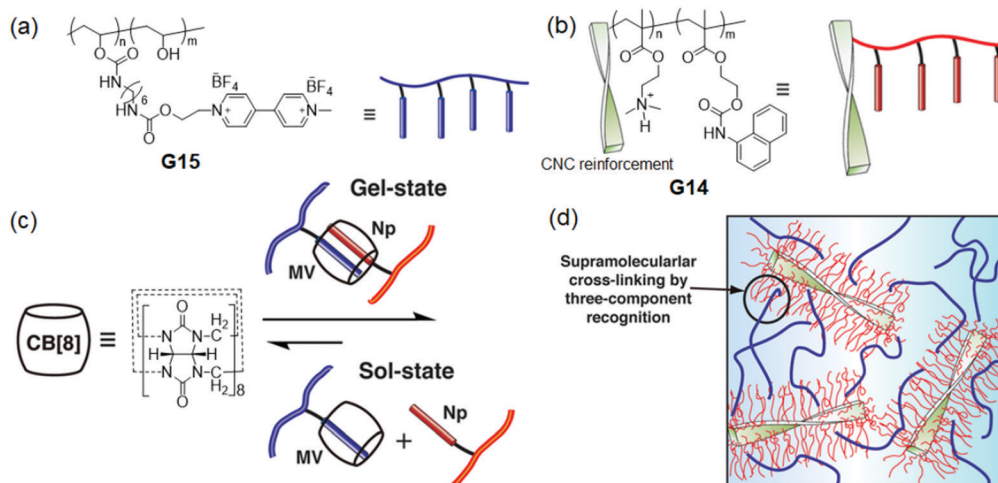 (a)
n
m
O
OH
O
HN
6
HN
O
O
B̄F₄
B̄F₄
N
+
N
+
G15
≡
(b)
n
m
O
O
O
O
N
+
H
O
O
HN
≡
CNC reinforcement
G14
(c)
Gel-state
Np
MV
CB[8]
≡
O
N
N
C
H₂
H
H
N
N
C
H₂
O
8
Sol-state
MV
+
Np
(d)
Supramolecularlar
cross-linking by
three-component
recognition